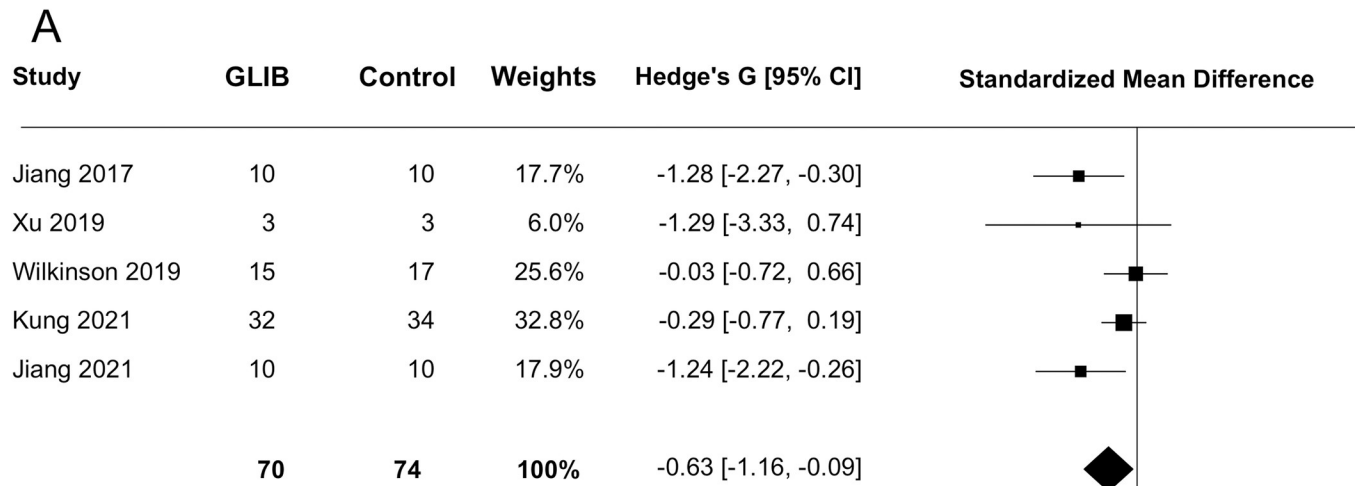 A
Study GLIB Control Weights Hedge's G [95% CI] Standardized Mean Difference
Jiang 2017 10 10 17.7% -1.28 [-2.27, -0.30]
Xu 2019 3 3 6.0% -1.29 [-3.33, 0.74]
Wilkinson 2019 15 17 25.6% -0.03 [-0.72, 0.66]
Kung 2021 32 34 32.8% -0.29 [-0.77, 0.19]
Jiang 2021 10 10 17.9% -1.24 [-2.22, -0.26]
70 74 100% -0.63 [-1.16, -0.09]